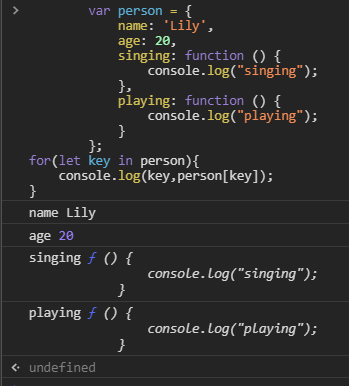 > var person = {
name: 'Lily',
age: 20,
singing: function () {
console.log("singing");
},
playing: function () {
console.log("playing");
}
};
for(let key in person){
console.log(key,person[key]);
}
name Lily
age 20
singing ƒ () {
console.log("singing");
}
playing ƒ () {
console.log("playing");
}
undefined